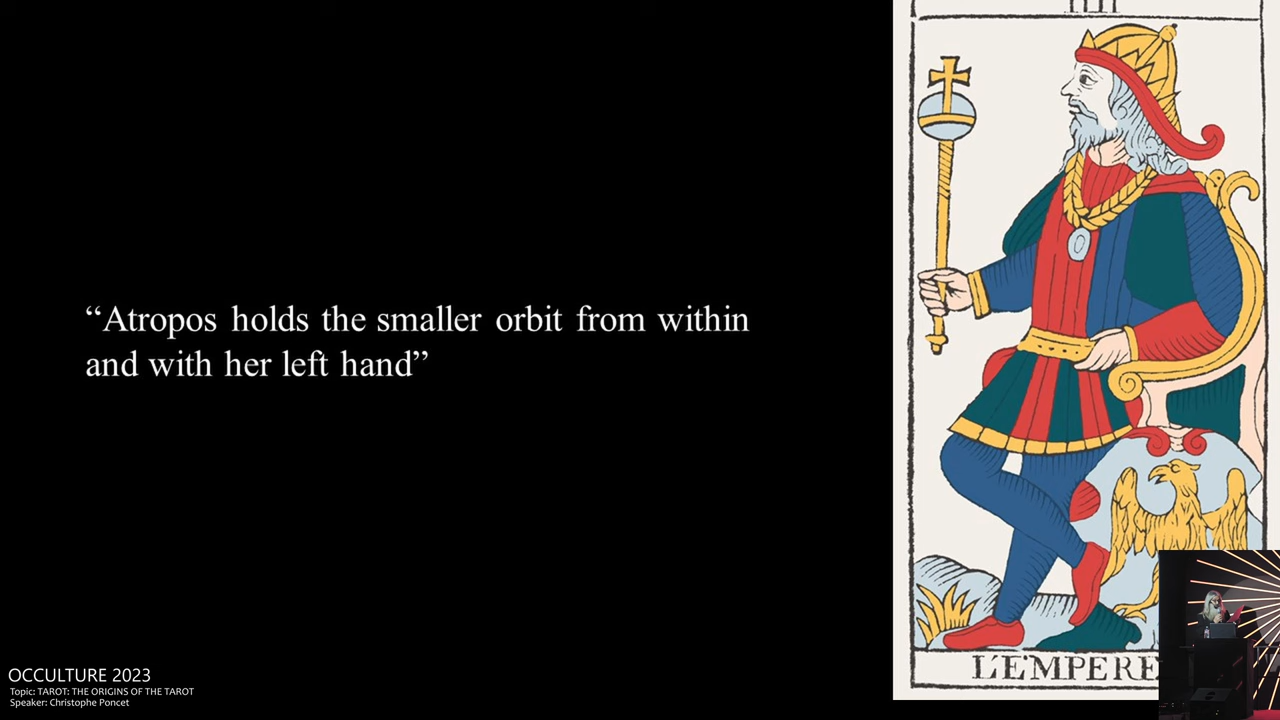 “Atropos holds the smaller orbit from within
and with her left hand”
IIII
L'EMPERE
OCCULTURE 2023
Topic: TAROT: THE ORIGINS OF THE TAROT
Speaker: Christophe Poncet